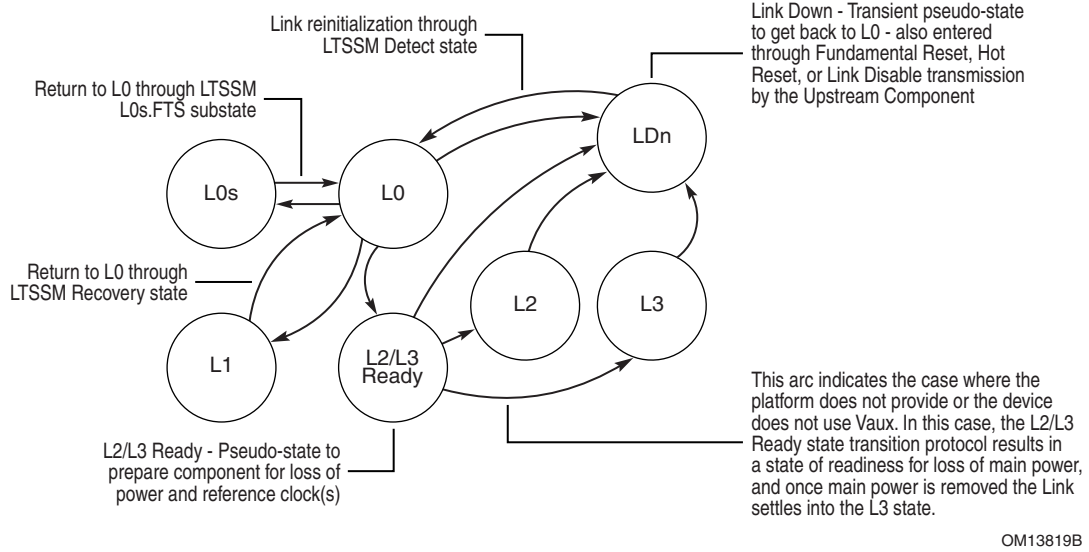 Link reinitialization through
LTSSM Detect state
Link Down - Transient pseudo-state
to get back to L0 - also entered
through Fundamental Reset, Hot
Reset, or Link Disable transmission
by the Upstream Component
Return to L0 through LTSSM
L0s.FTS substate
LDn
L0s
L0
Return to L0 through
LTSSM Recovery state
L2
L3
L1
L2/L3
Ready
This arc indicates the case where the
platform does not provide or the device
does not use Vaux. In this case, the L2/L3
Ready state transition protocol results in
a state of readiness for loss of main power,
and once main power is removed the Link
settles into the L3 state.
L2/L3 Ready - Pseudo-state to
prepare component for loss of
power and reference clock(s)
OM13819B